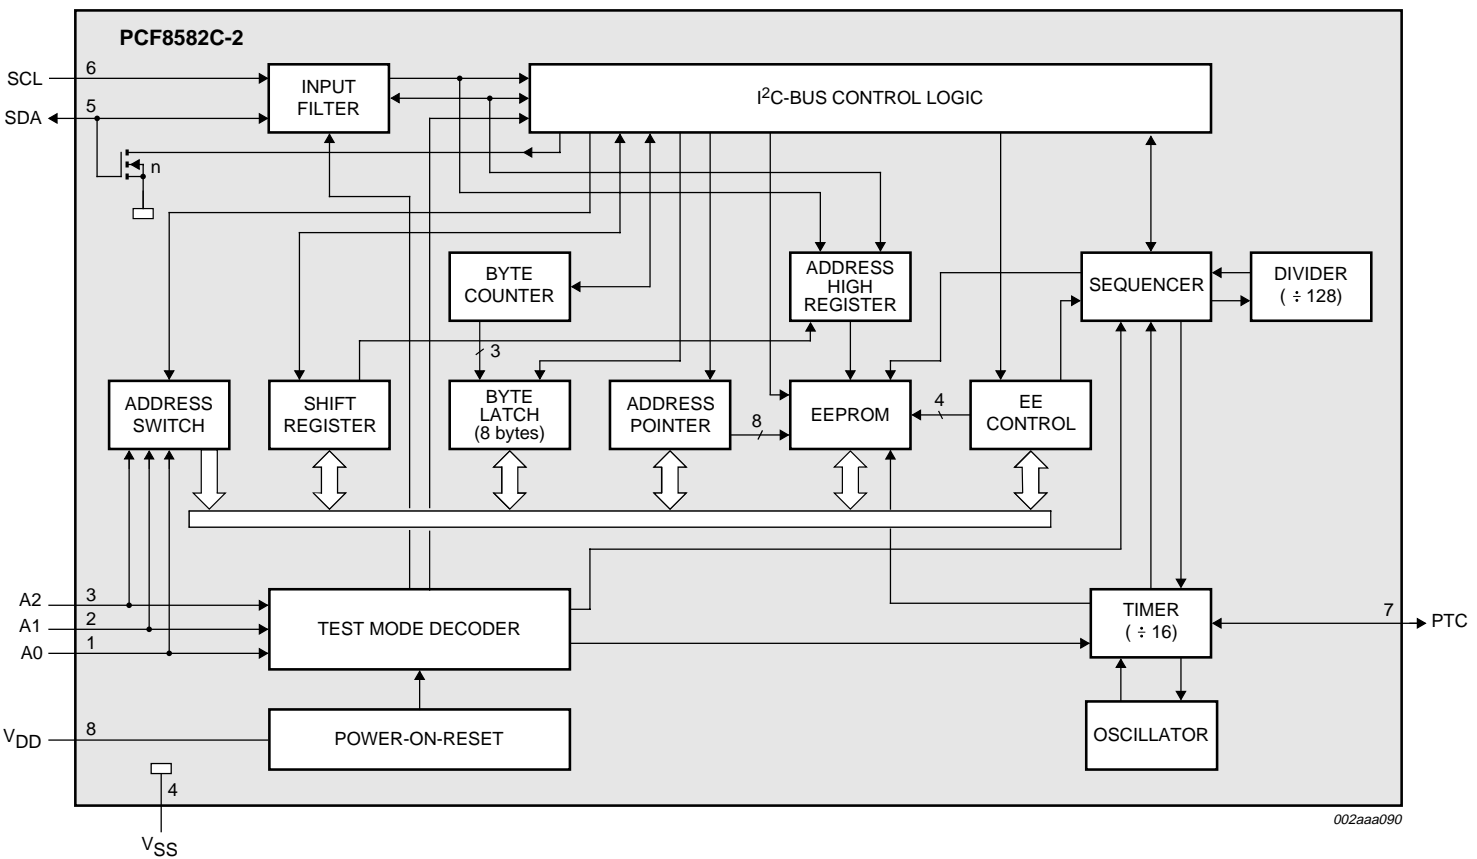 PCF8582C-2
SCL
6
INPUT
FILTER
I2C-BUS CONTROL LOGIC
SDA
5
n
BYTE
COUNTER
ADDRESS
HIGH
REGISTER
SEQUENCER
DIVIDER
( ÷ 128)
3
ADDRESS
SWITCH
SHIFT
REGISTER
BYTE
LATCH
(8 bytes)
ADDRESS
POINTER
8
EEPROM
4
EE
CONTROL
A2
3
A1
2
A0
1
TEST MODE DECODER
TIMER
( ÷ 16)
7
PTC
VDD
8
POWER-ON-RESET
OSCILLATOR
4
VSS
002aaa090